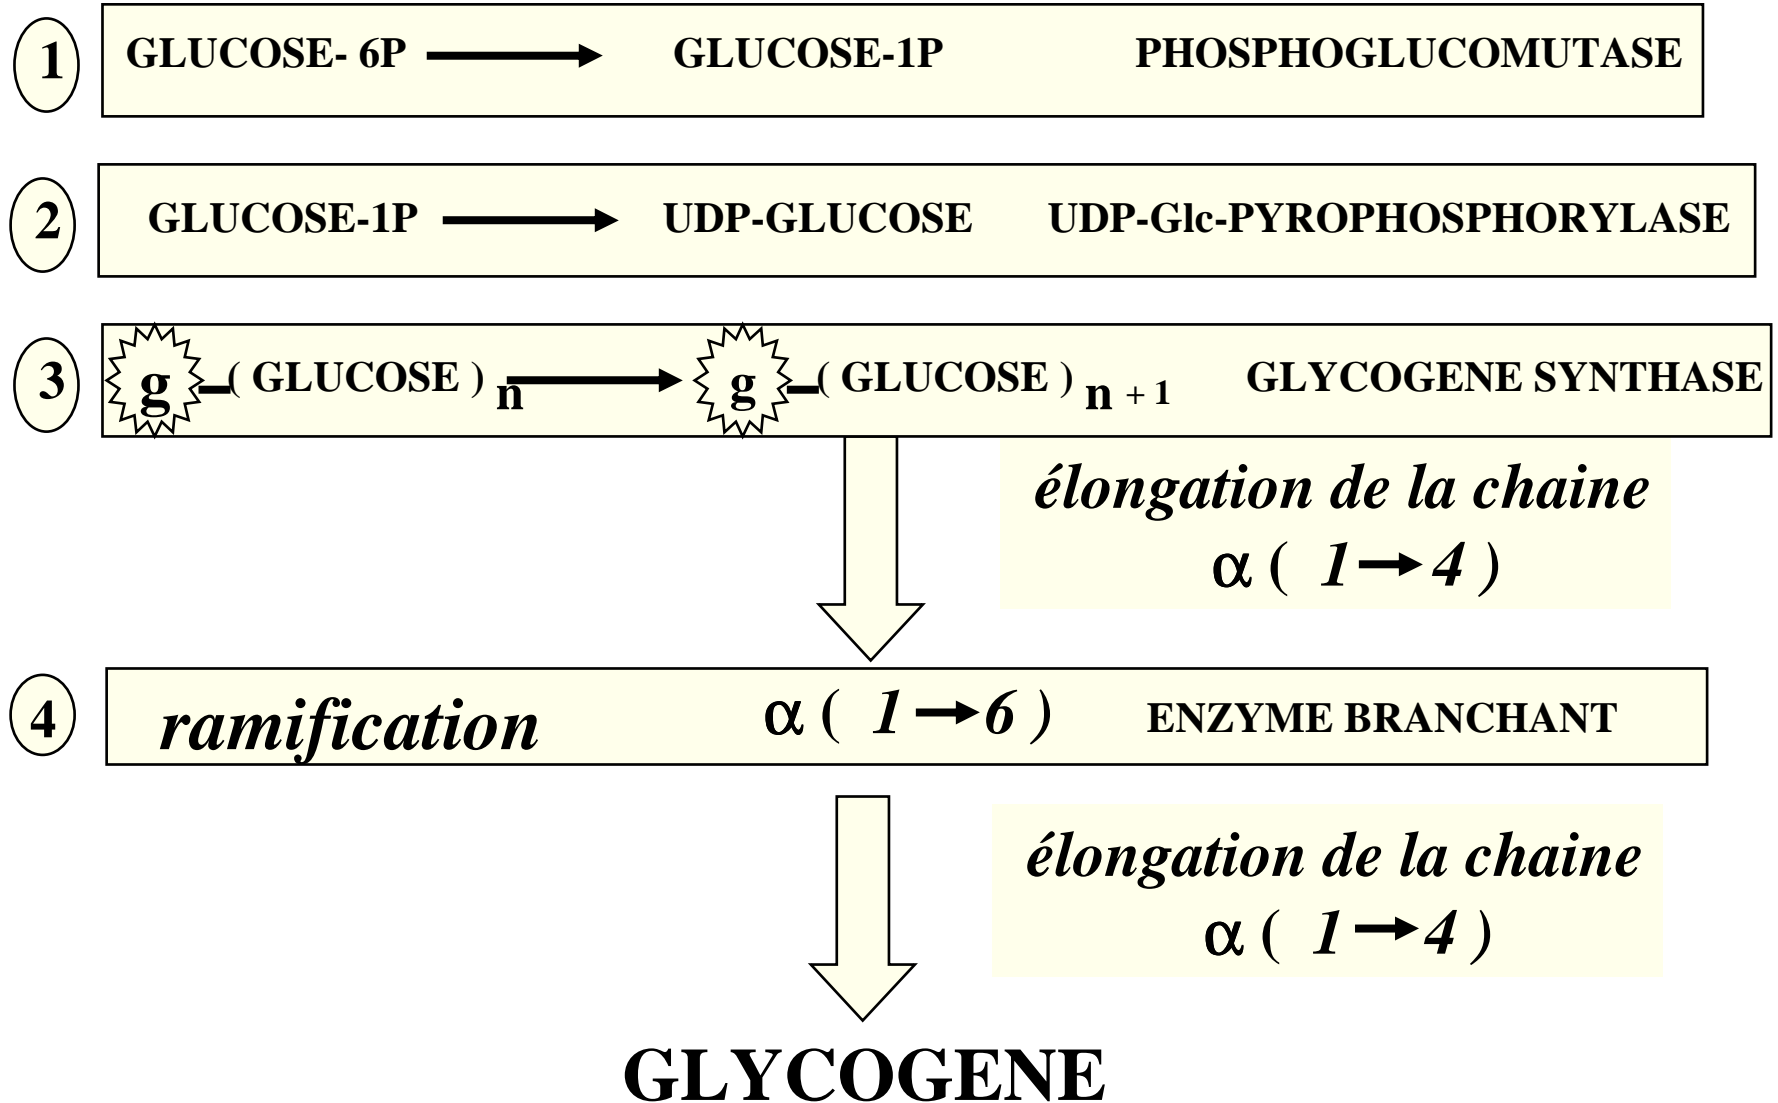 1 GLUCOSE- 6P GLUCOSE-1P PHOSPHOGLUCOMUTASE
2 GLUCOSE-1P UDP-GLUCOSE UDP-Glc-PYROPHOSPHORYLASE
3 g ( GLUCOSE ) n g ( GLUCOSE ) n + 1 GLYCOGENE SYNTHASE
élongation de la chaine
α ( 1 → 4 )
4 ramification α ( 1 → 6 ) ENZYME BRANCHANT
élongation de la chaine
α ( 1 → 4 )
GLYCOGENE